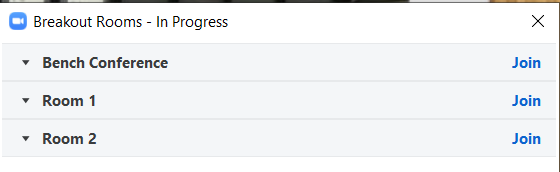 Breakout Rooms - In Progress
Bench Conference Join
Room 1 Join
Room 2 Join